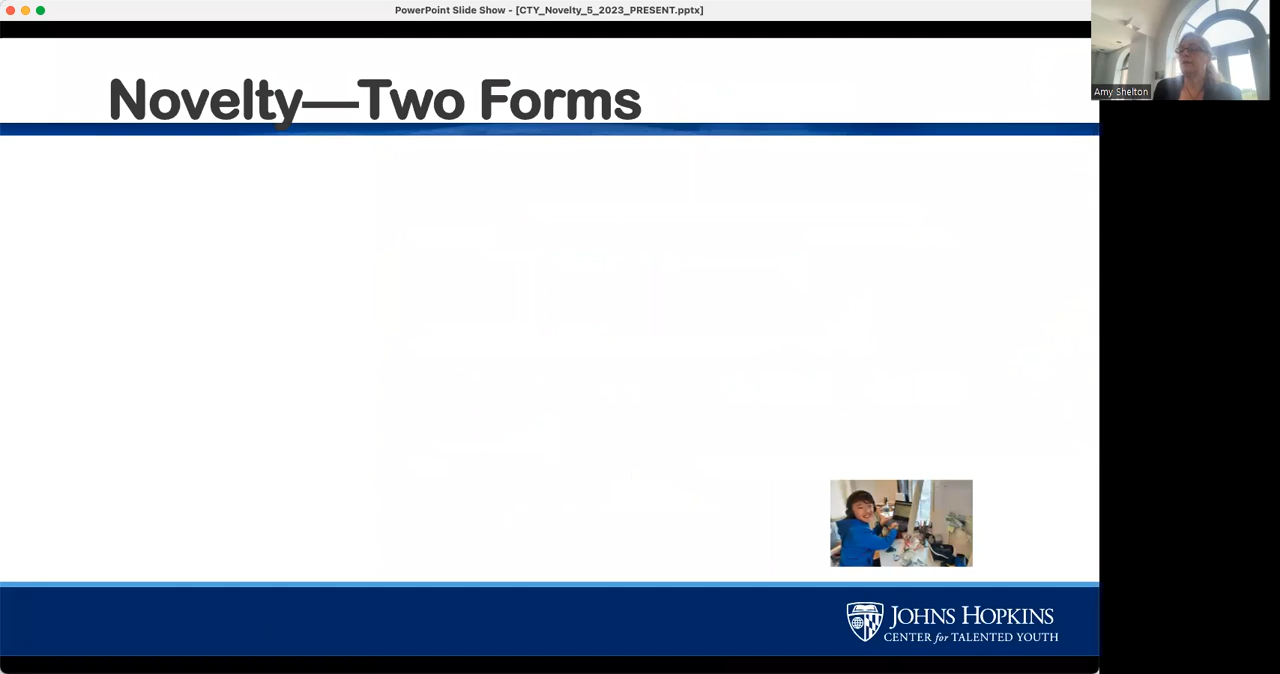 PowerPoint Slide Show - [CTY_Novelty_5_2023_PRESENT.pptx]
Amy Shelton
Novelty—Two Forms
JOHNS HOPKINS
CENTER for TALENTED YOUTH